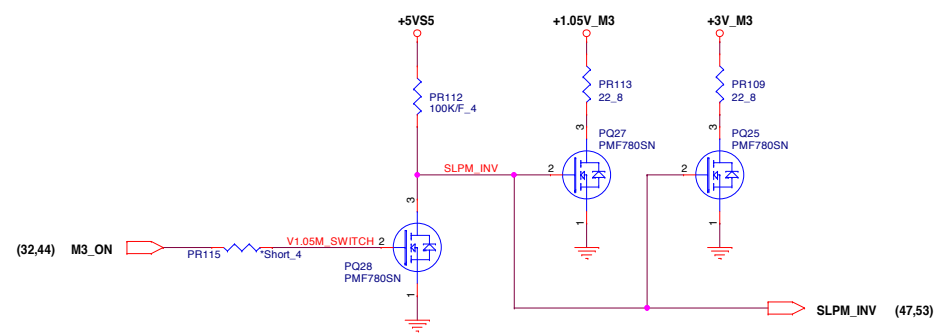 +5VS5
+1.05V_M3
+3V_M3
PR112
100K/F_4
PR113
22_8
PR109
22_8
3
PQ27
PMF780SN
3
PQ25
PMF780SN
SLPM_INV
2
2
1
1
3
(32,44) M3_ON
PR115
*Short_4
V1.05M_SWITCH
2
PQ28
PMF780SN
1
SLPM_INV (47,53)